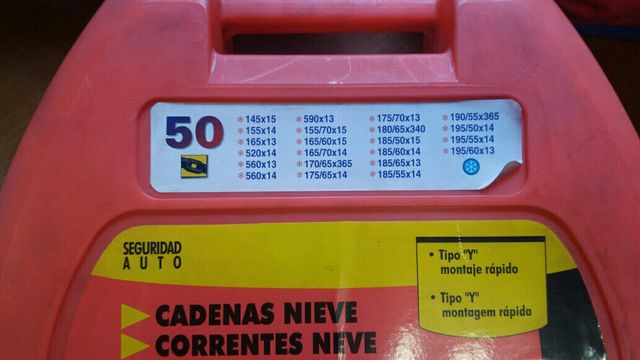 50
145x15
155x14
165x13
520x14
560x13
560x14
590x13
155/70x15
165/60x15
165/70x14
170/65x365
175/65x14
175/70x13
180/65x340
185/50x15
185/60x14
185/65x13
185/55x14
190/55x365
195/50x14
195/55x14
195/60x13
SEGURIDAD
AUTO
• Tipo "Y"
montaje rápido
• Tipo "Y"
montagem rápida
CADENAS NIEVE
CORRENTES NEVE